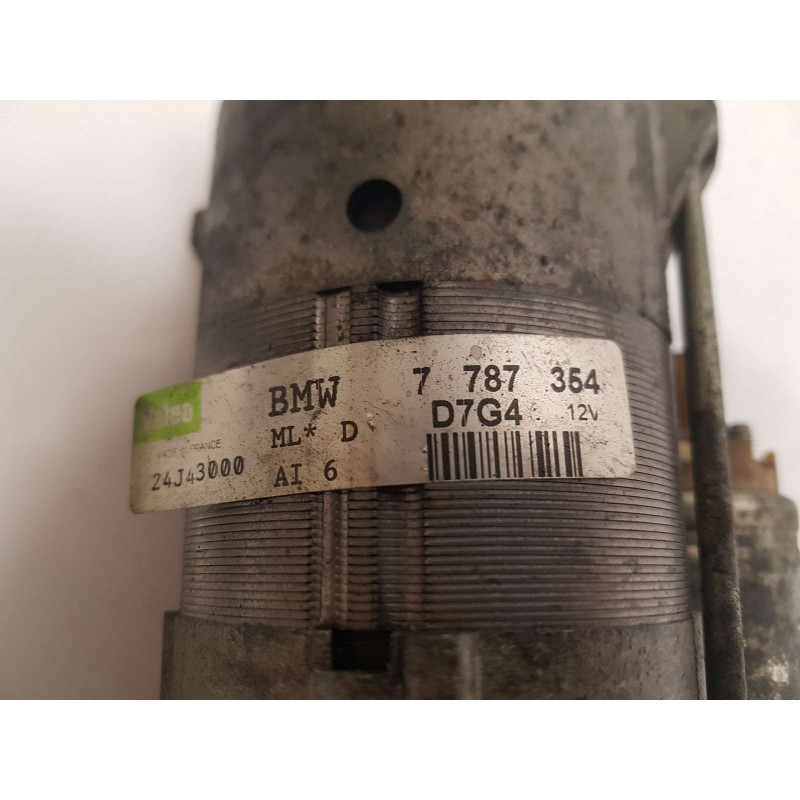 Valeo
MADE IN FRANCE
24J43000
BMW 7 787 354
ML* D D7G4 12V
AI 6